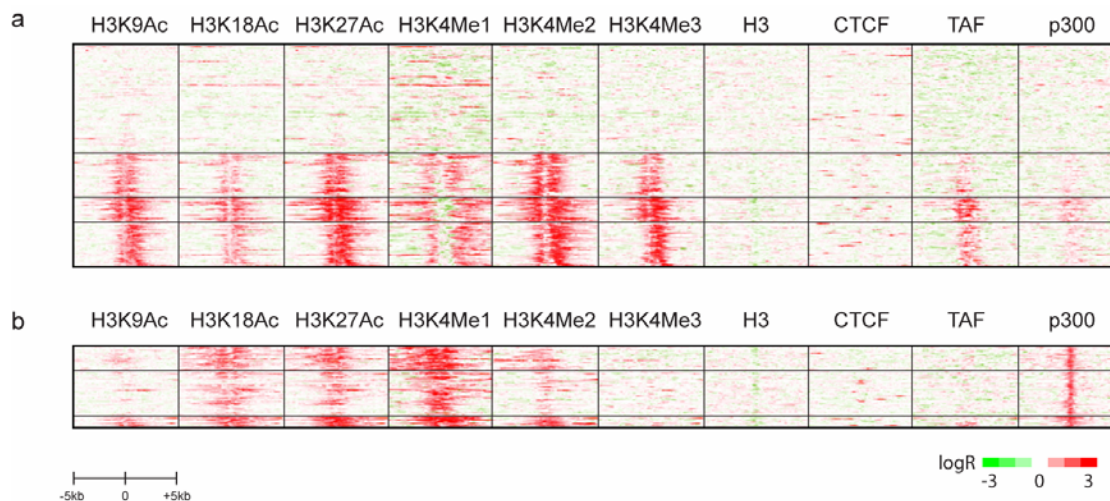 a
H3K9Ac H3K18Ac H3K27Ac H3K4Me1 H3K4Me2 H3K4Me3 H3 CTCF TAF p300
b
H3K9Ac H3K18Ac H3K27Ac H3K4Me1 H3K4Me2 H3K4Me3 H3 CTCF TAF p300
logR
-3 0 3
-5kb 0 +5kb